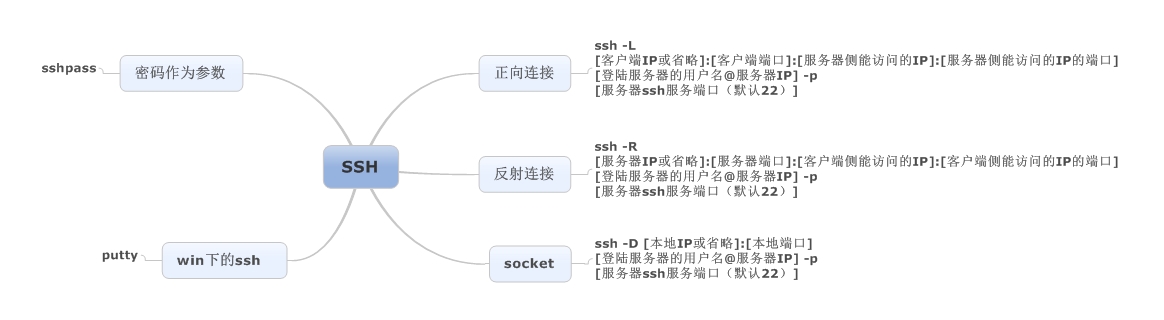 SSH
密码作为参数
sshpass
win下的ssh
putty
正向连接
ssh -L
[客户端IP或省略]:[客户端端口]:[服务器侧能访问的IP]:[服务器侧能访问的IP的端口]
[登陆服务器的用户名@服务器IP] -p
[服务器ssh服务端口（默认22）]
反射连接
ssh -R
[服务器IP或省略]:[服务器端口]:[客户端侧能访问的IP]:[客户端侧能访问的IP的端口]
[登陆服务器的用户名@服务器IP] -p
[服务器ssh服务端口（默认22）]
socket
ssh -D [本地IP或省略]:[本地端口]
[登陆服务器的用户名@服务器IP] -p
[服务器ssh服务端口（默认22）]